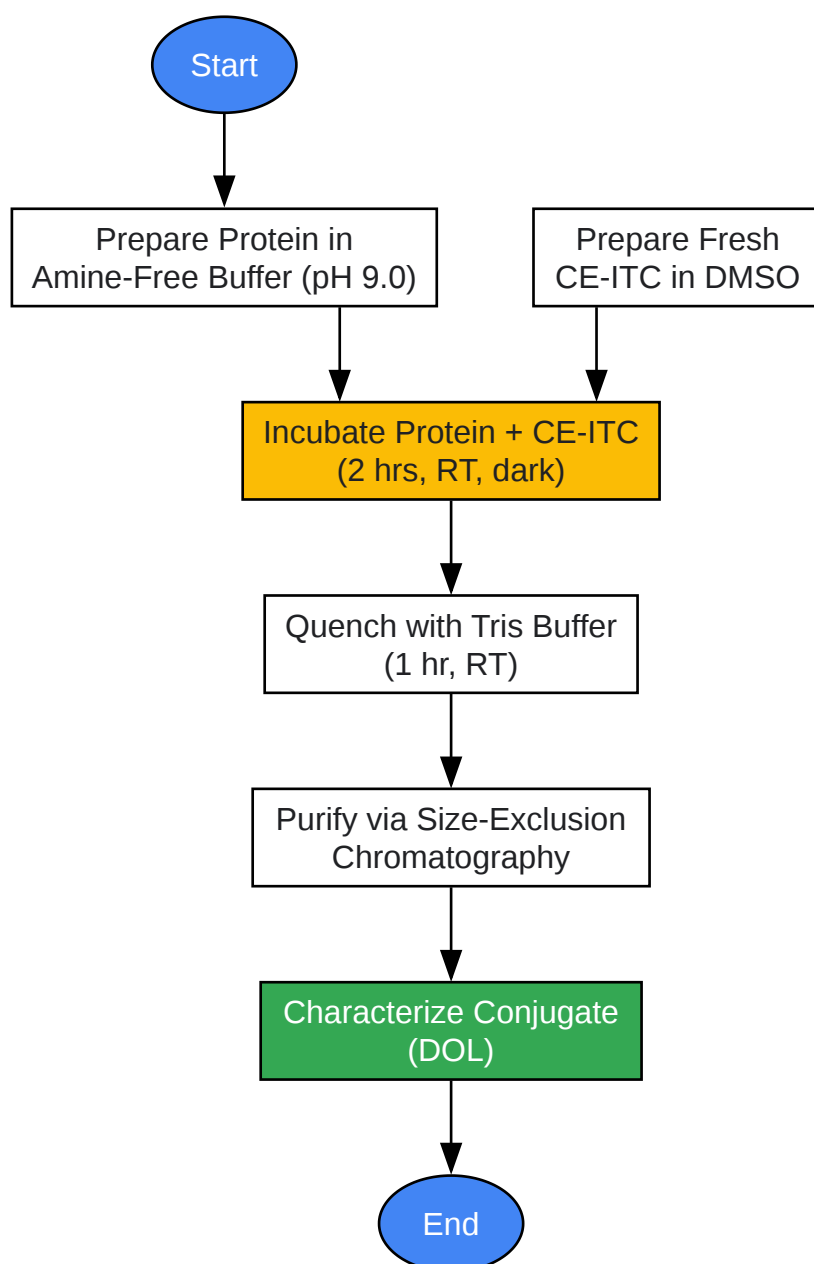 Start
Prepare Protein in
Amine-Free Buffer (pH 9.0)
Prepare Fresh
CE-ITC in DMSO
Incubate Protein + CE-ITC
(2 hrs, RT, dark)
Quench with Tris Buffer
(1 hr, RT)
Purify via Size-Exclusion
Chromatography
Characterize Conjugate
(DOL)
End